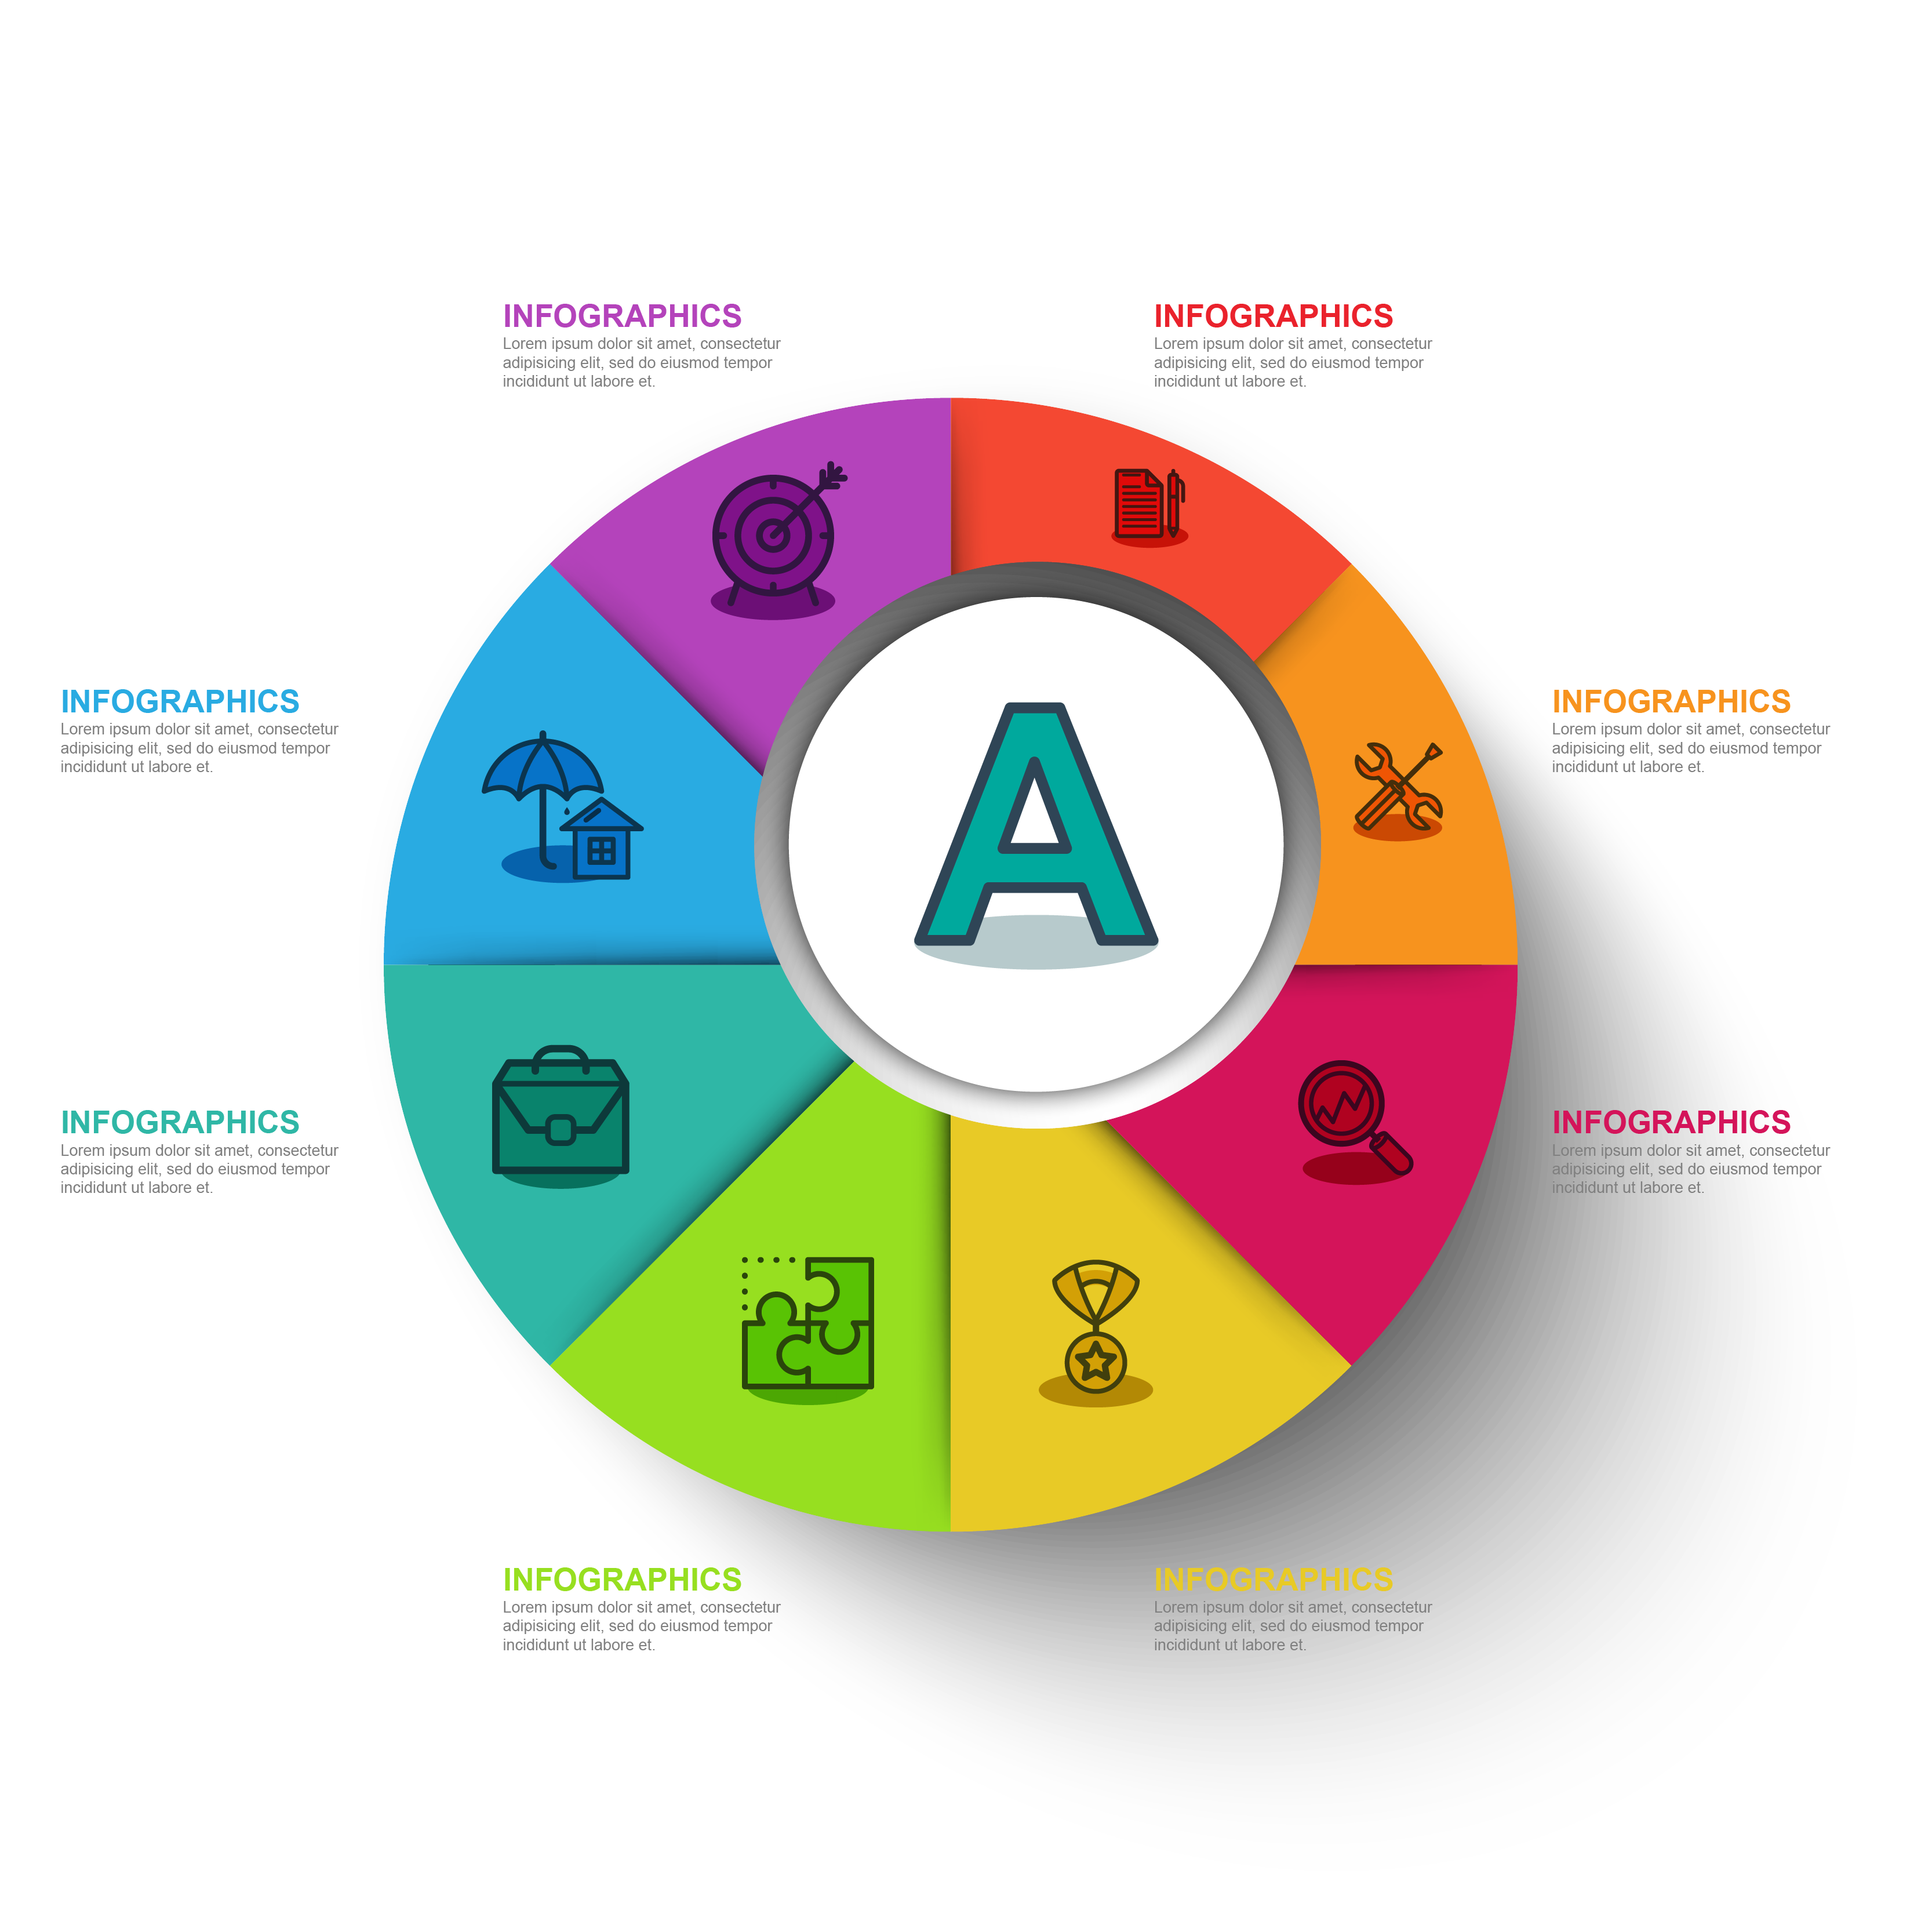 INFOGRAPHICS
Lorem ipsum dolor sit amet, consectetur
adipisicing elit, sed do eiusmod tempor
incididunt ut labore et.
INFOGRAPHICS
Lorem ipsum dolor sit amet, consectetur
adipisicing elit, sed do eiusmod tempor
incididunt ut labore et.
INFOGRAPHICS
Lorem ipsum dolor sit amet, consectetur
adipisicing elit, sed do eiusmod tempor
incididunt ut labore et.
A
INFOGRAPHICS
Lorem ipsum dolor sit amet, consectetur
adipisicing elit, sed do eiusmod tempor
incididunt ut labore et.
INFOGRAPHICS
Lorem ipsum dolor sit amet, consectetur
adipisicing elit, sed do eiusmod tempor
incididunt ut labore et.
INFOGRAPHICS
Lorem ipsum dolor sit amet, consectetur
adipisicing elit, sed do eiusmod tempor
incididunt ut labore et.
INFOGRAPHICS
Lorem ipsum dolor sit amet, consectetur
adipisicing elit, sed do eiusmod tempor
incididunt ut labore et.
INFOGRAPHICS
Lorem ipsum dolor sit amet, consectetur
adipisicing elit, sed do eiusmod tempor
incididunt ut labore et.